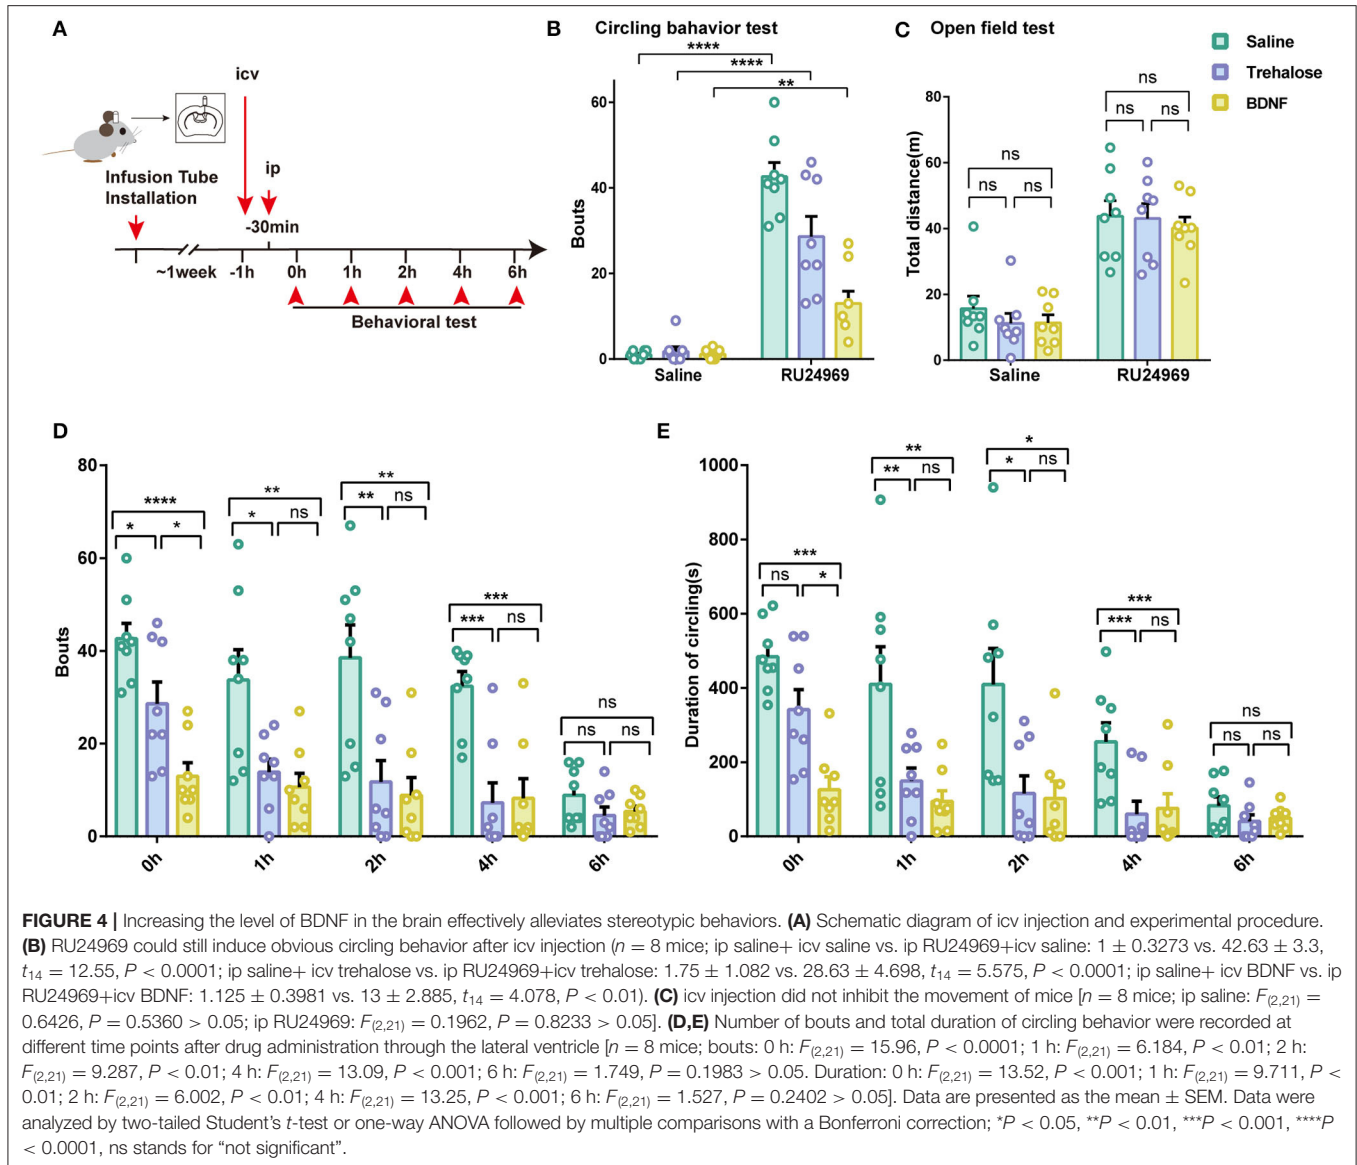 A
icv
ip
Infusion Tube
Installation
-30min
~1week
-1h
0h
1h
2h
4h
6h
Behavioral test
B
Circling bahavior test
****
****
**
Bouts
60
40
20
0
Saline
RU24969
C
Open field test
ns
ns
ns
ns
ns
ns
Total distance(m)
80
60
40
20
0
Saline
RU24969
Saline
Trehalose
BDNF
D
Bouts
80
60
40
20
0
****
*
*
**
*
ns
**
**
ns
***
***
ns
ns
ns
ns
0h
1h
2h
4h
6h
E
Duration of circling(s)
1000
800
600
400
200
0
***
ns
*
**
**
ns
*
*
ns
***
***
ns
ns
ns
ns
0h
1h
2h
4h
6h
FIGURE 4 | Increasing the level of BDNF in the brain effectively alleviates stereotypic behaviors. (A) Schematic diagram of icv injection and experimental procedure.
(B) RU24969 could still induce obvious circling behavior after icv injection (n = 8 mice; ip saline+ icv saline vs. ip RU24969+icv saline: 1 ± 0.3273 vs. 42.63 ± 3.3,
t14 = 12.55, P < 0.0001; ip saline+ icv trehalose vs. ip RU24969+icv trehalose: 1.75 ± 1.082 vs. 28.63 ± 4.698, t14 = 5.575, P < 0.0001; ip saline+ icv BDNF vs. ip
RU24969+icv BDNF: 1.125 ± 0.3981 vs. 13 ± 2.885, t14 = 4.078, P < 0.01). (C) icv injection did not inhibit the movement of mice [n = 8 mice; ip saline: F(2,21) =
0.6426, P = 0.5360 > 0.05; ip RU24969: F(2,21) = 0.1962, P = 0.8233 > 0.05]. (D,E) Number of bouts and total duration of circling behavior were recorded at
different time points after drug administration through the lateral ventricle [n = 8 mice; bouts: 0 h: F(2,21) = 15.96, P < 0.0001; 1 h: F(2,21) = 6.184, P < 0.01; 2 h:
F(2,21) = 9.287, P < 0.01; 4 h: F(2,21) = 13.09, P < 0.001; 6 h: F(2,21) = 1.749, P = 0.1983 > 0.05. Duration: 0 h: F(2,21) = 13.52, P < 0.001; 1 h: F(2,21) = 9.711, P <
0.01; 2 h: F(2,21) = 6.002, P < 0.01; 4 h: F(2,21) = 13.25, P < 0.001; 6 h: F(2,21) = 1.527, P = 0.2402 > 0.05]. Data are presented as the mean ± SEM. Data were
analyzed by two-tailed Student's t-test or one-way ANOVA followed by multiple comparisons with a Bonferroni correction; *P < 0.05, **P < 0.01, ***P < 0.001, ****P
< 0.0001, ns stands for "not significant".